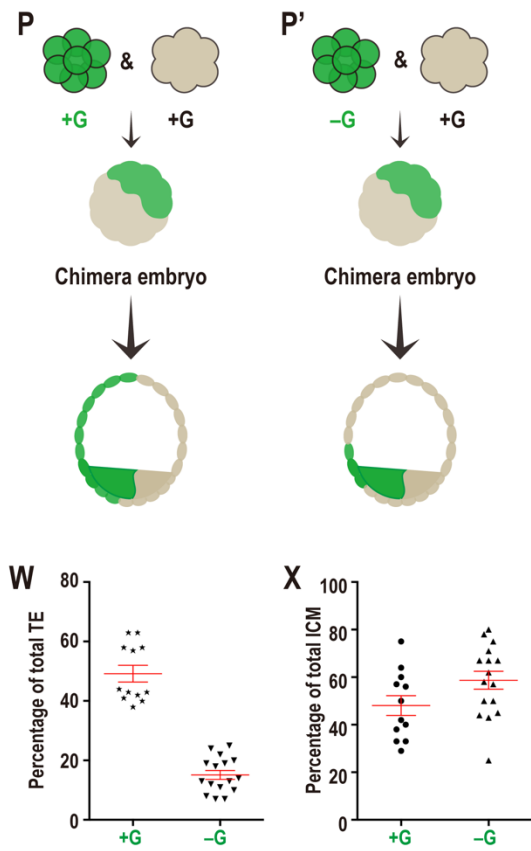 P
P'
&
&
+G
+G
–G
+G
Chimera embryo
Chimera embryo
W
Percentage of total TE
80
60
40
20
0
+G
–G
X
Percentage of total ICM
100
80
60
40
20
0
+G
–G